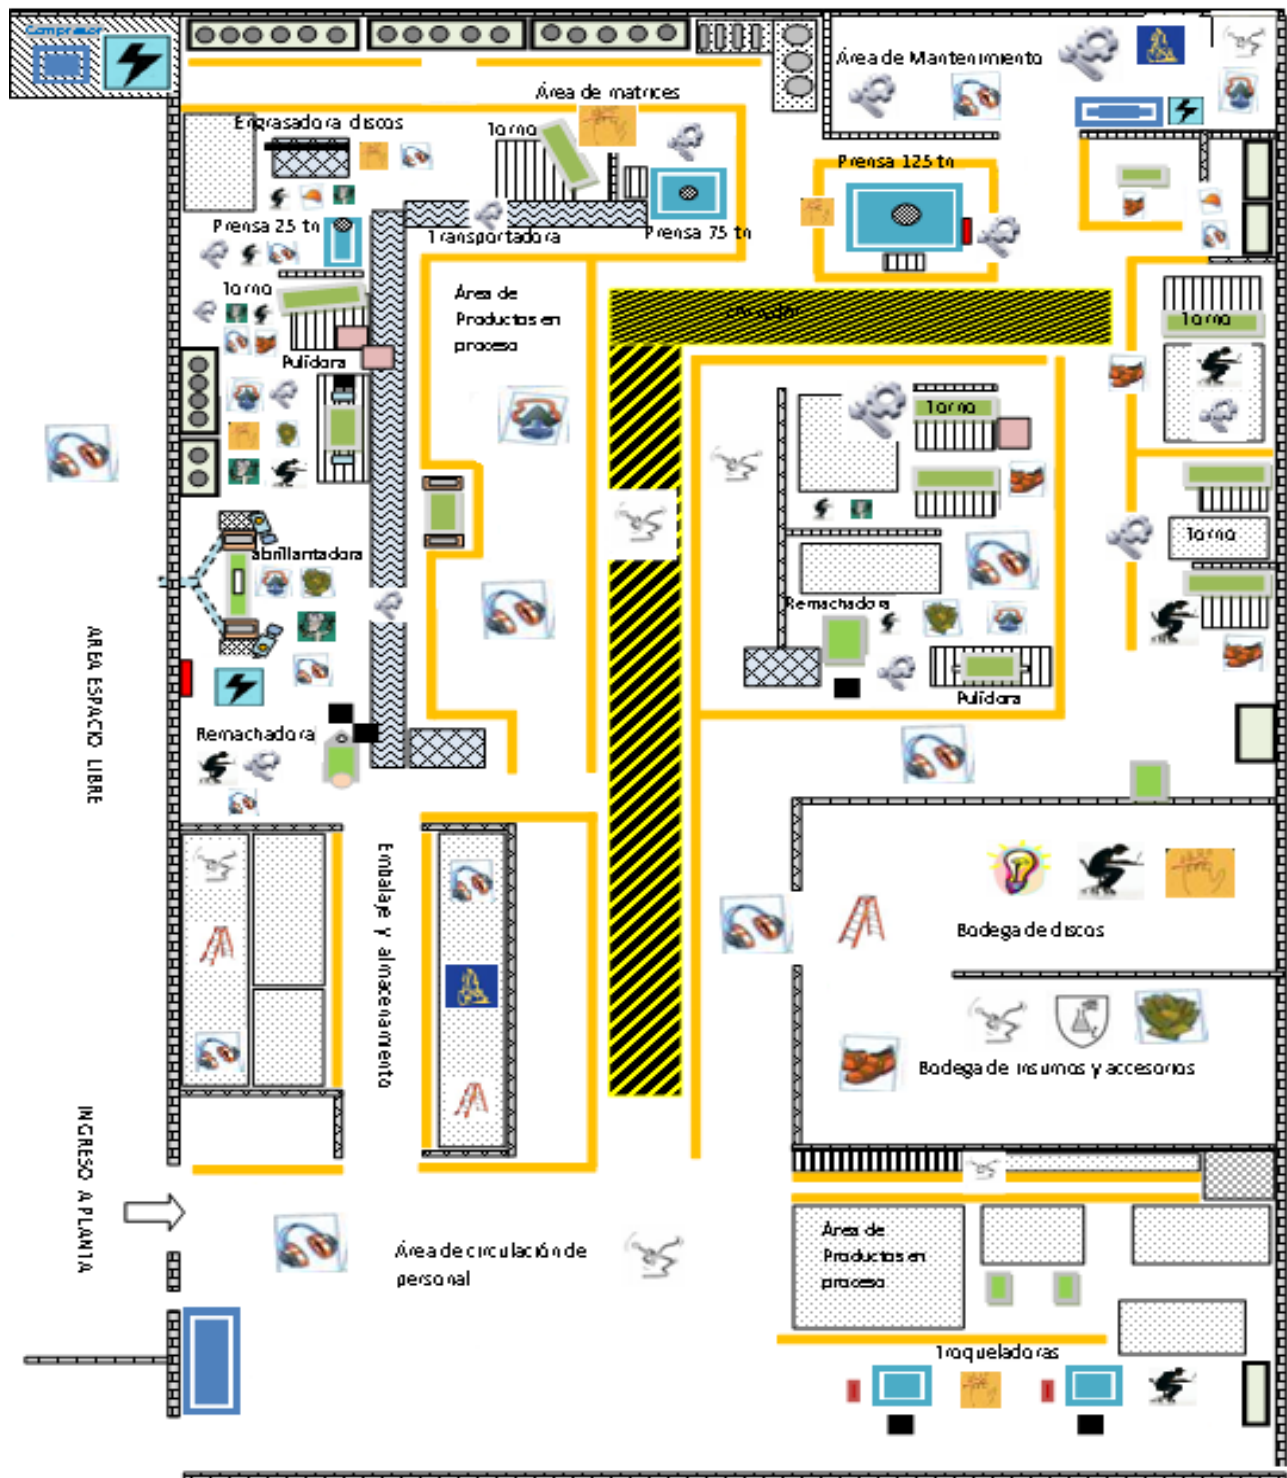 Compresor
Área de Mantenimiento
Área de matrices
Engrasadora discos
Torno
Prensa 125 tn
Prensa 25 tn
Transportadora
Prensa 75 tn
Torno
Área de
Productos en
proceso
Torno
Pulidora
Torno
abrillantadora
Torno
Remachadora
AREA ESPACIO LIBRE
Pulidora
Remachadora
Embalaje y almacenamiento
Bodega de discos
Bodega de insumos y accesorios
INGRESO A PLANTA
Área de circulación de
personal
Área de
Productos en
proceso
Troqueladoras